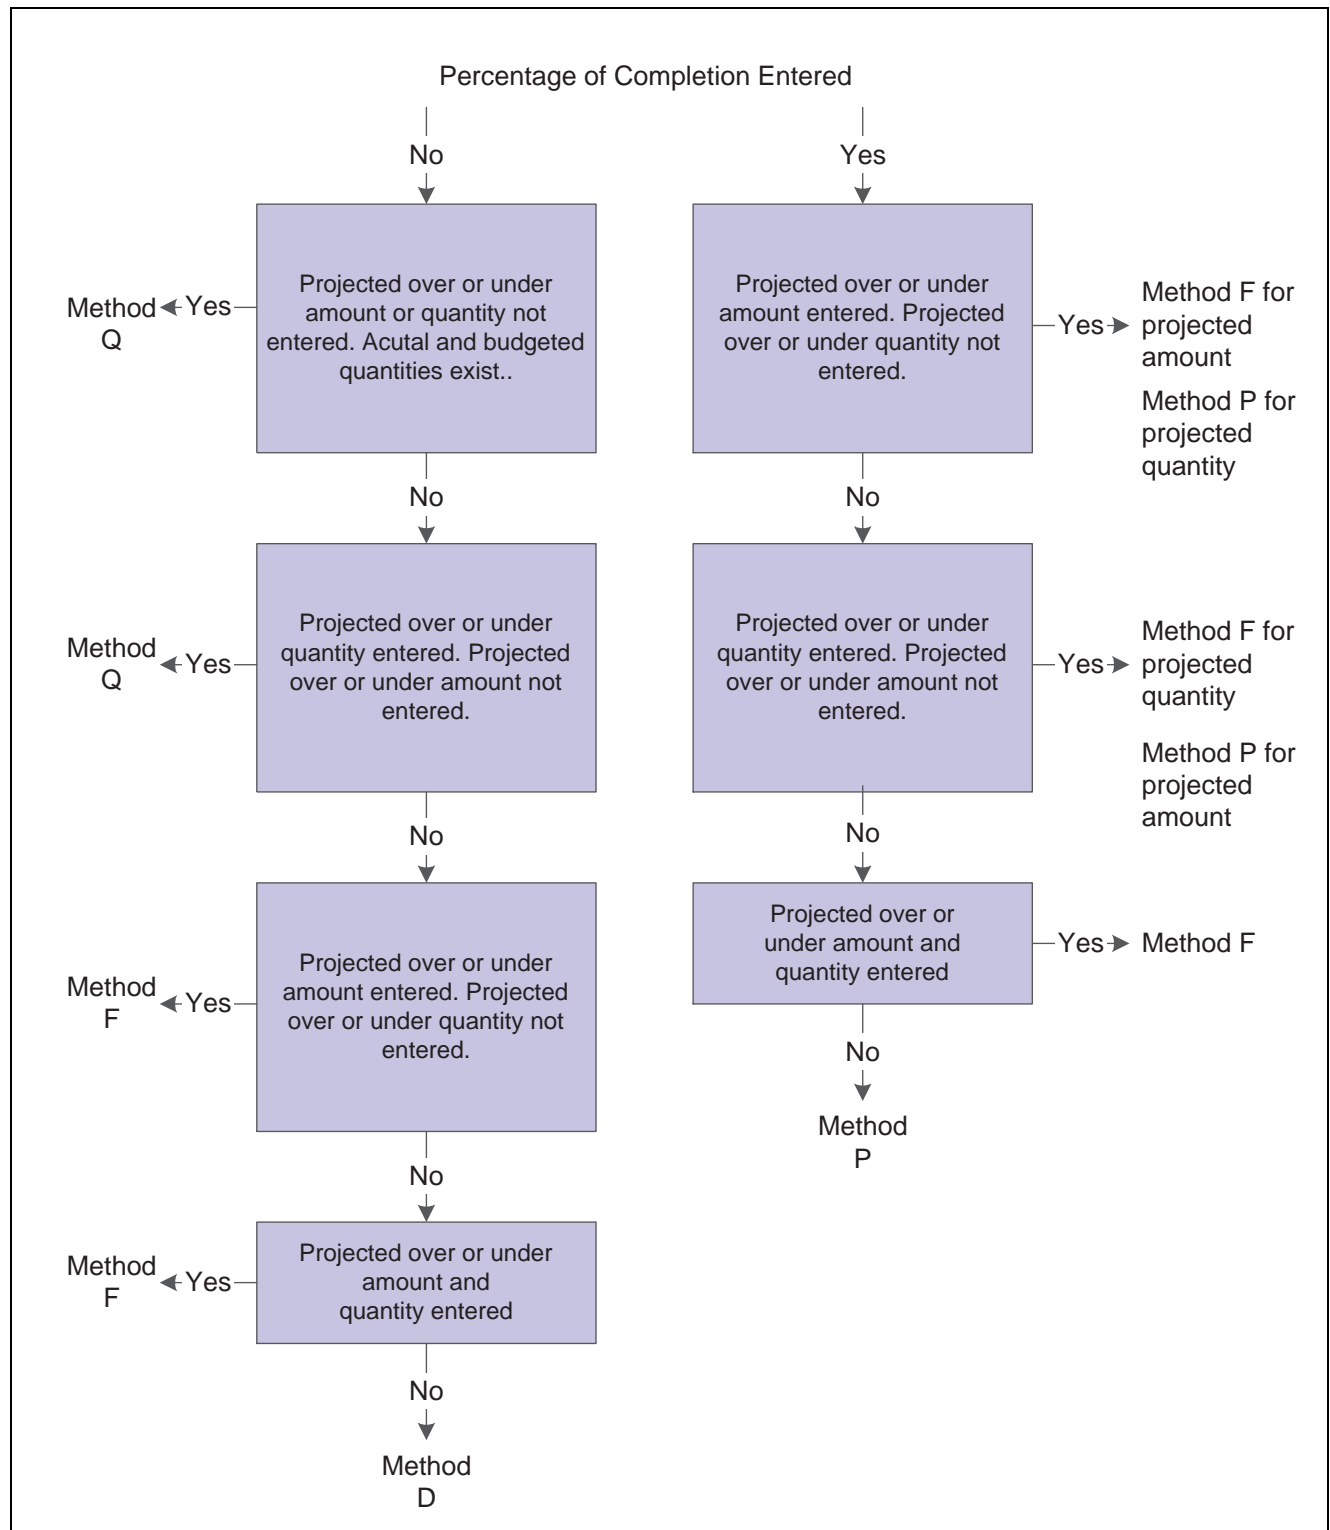 Percentage of Completion Entered
No
Yes
Projected over or under
amount or quantity not
entered. Acutal and budgeted
quantities exist..
Yes
Method
Q
Projected over or under
amount entered. Projected
over or under quantity not
entered.
Yes
Method F for
projected
amount
Method P for
projected
quantity
No
No
Projected over or under
quantity entered. Projected
over or under amount not
entered.
Yes
Method
Q
Projected over or under
quantity entered. Projected
over or under amount not
entered.
Yes
Method F for
projected
quantity
Method P for
projected
amount
No
No
Projected over or under
amount entered. Projected
over or under quantity not
entered.
Yes
Method
F
Projected over or
under amount and
quantity entered
Yes
Method F
No
Method
P
No
Projected over or under
amount and
quantity entered
Yes
Method
F
No
Method
D